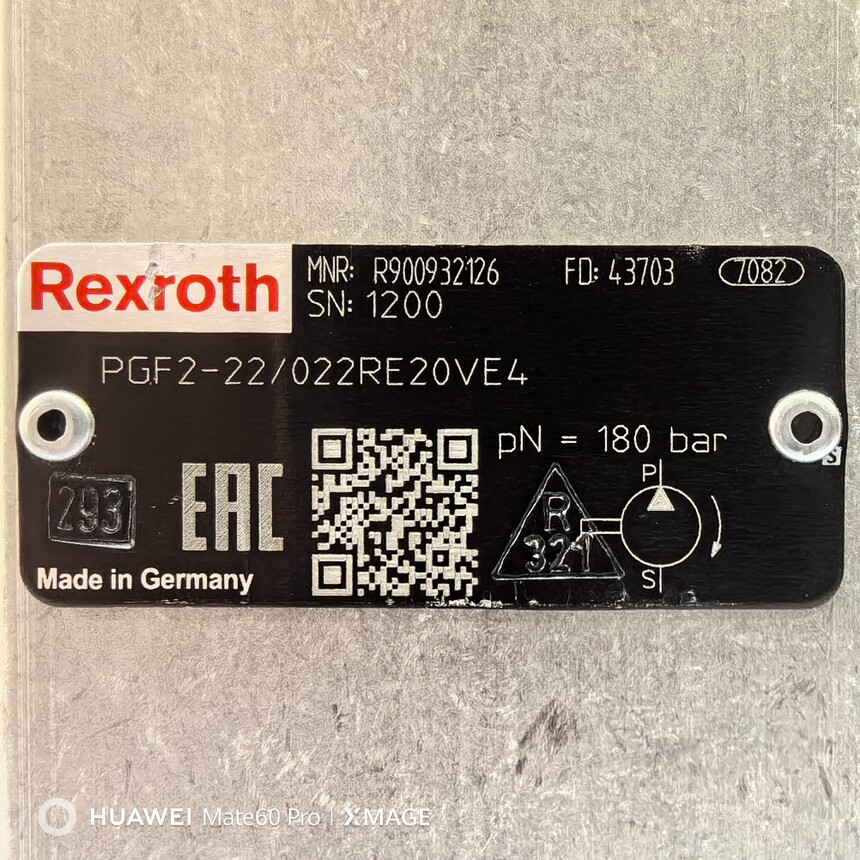 Rexroth
MNR: R900932126 FD: 43703 7082
SN: 1200
PGF2-22/022RE20VE4
pN = 180 bar
P
R
321
S
293
EAC
Made in Germany
HUAWEI Mate60 Pro | XMAGE